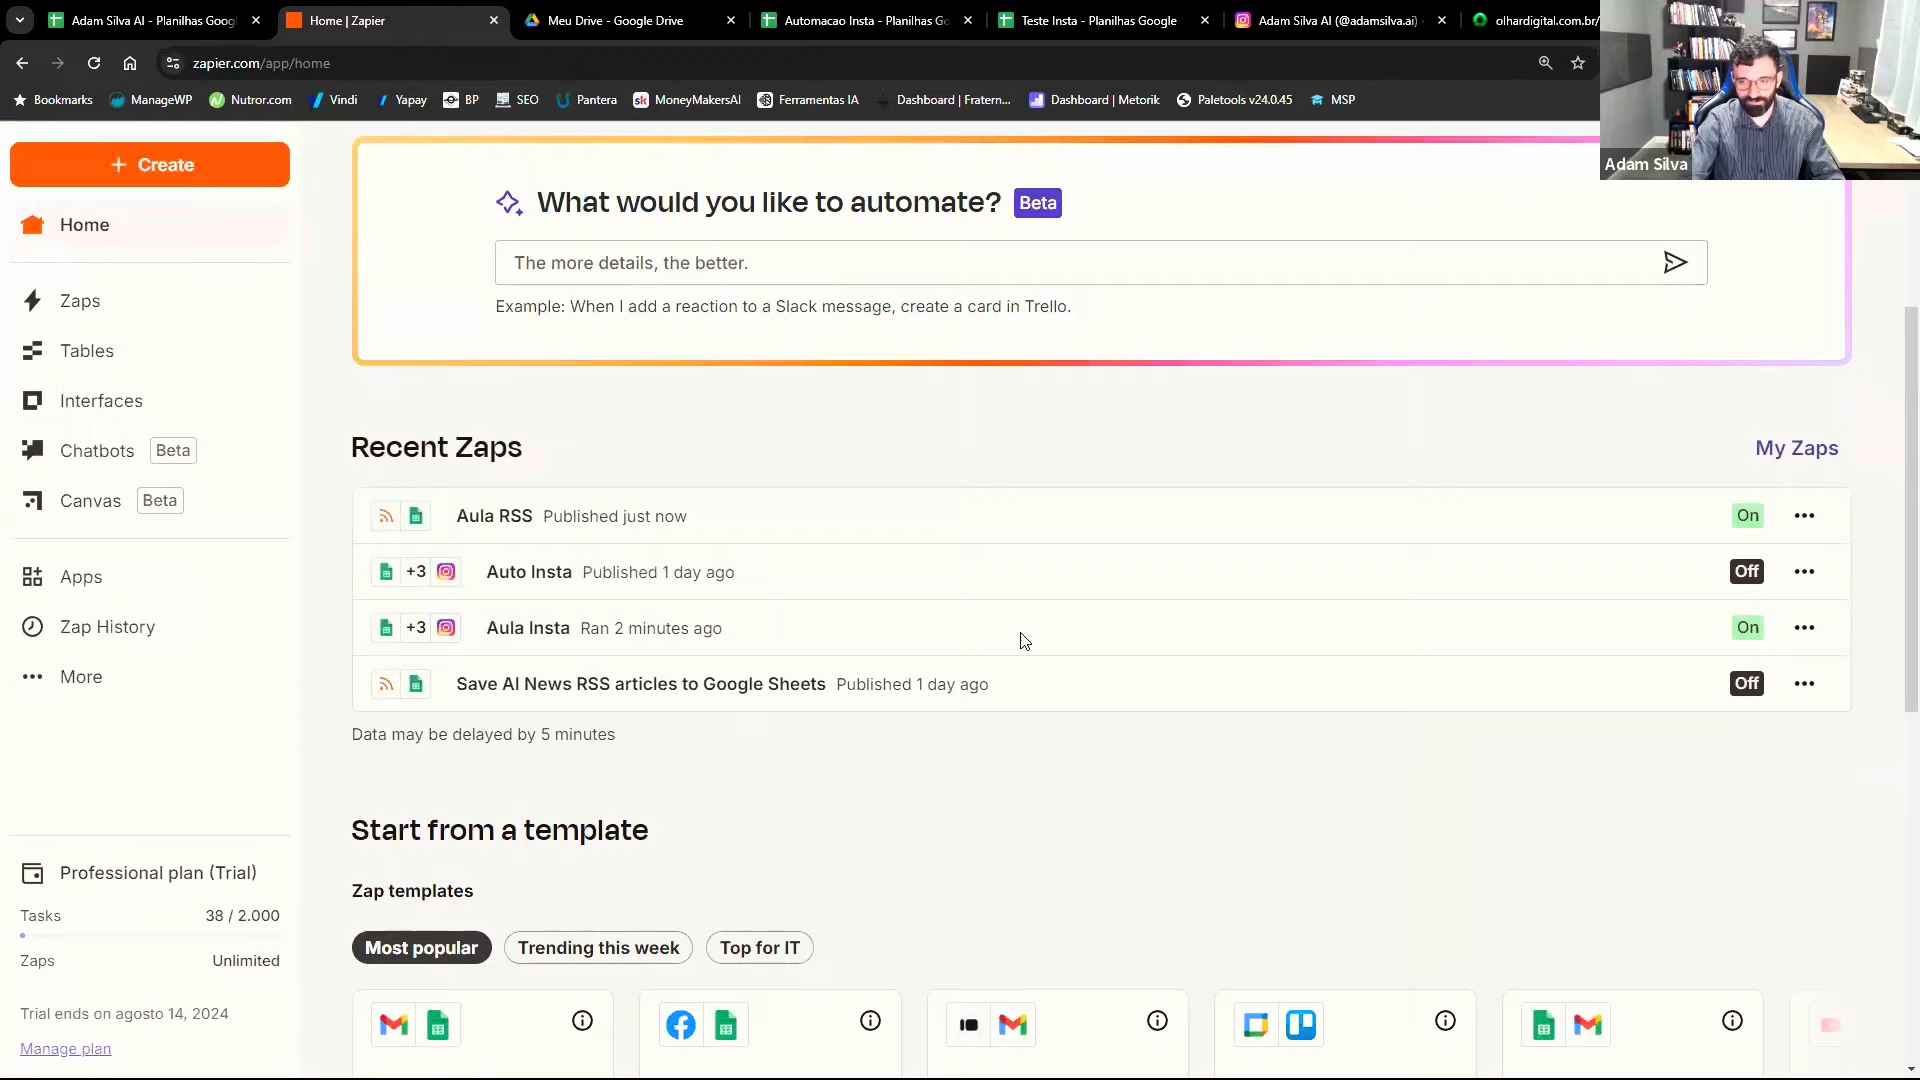 Adam Silva AI - Planilhas Goog
Home | Zapier
Meu Drive - Google Drive
Automacao Insta - Planilhas Go
Teste Insta - Planilhas Google
Adam Silva AI (@adamsilva.ai)
olhardigital.com.br/
zapier.com/app/home
Bookmarks
ManageWP
Nutror.com
Vindi
Yapay
BP
SEO
Pantera
sk MoneyMakersAI
Ferramentas IA
Dashboard | Fratern...
Dashboard | Metorik
Paletools v24.0.45
MSP
Adam Silva
+ Create
Home
Zaps
Tables
Interfaces
Chatbots Beta
Canvas Beta
Apps
Zap History
More
Professional plan (Trial)
Tasks 38 / 2.000
Zaps Unlimited
Trial ends on agosto 14, 2024
Manage plan
What would you like to automate? Beta
The more details, the better.
Example: When I add a reaction to a Slack message, create a card in Trello.
Recent Zaps
My Zaps
Aula RSS Published just now On
+3 Auto Insta Published 1 day ago Off
+3 Aula Insta Ran 2 minutes ago On
Save AI News RSS articles to Google Sheets Published 1 day ago Off
Data may be delayed by 5 minutes
Start from a template
Zap templates
Most popular
Trending this week
Top for IT